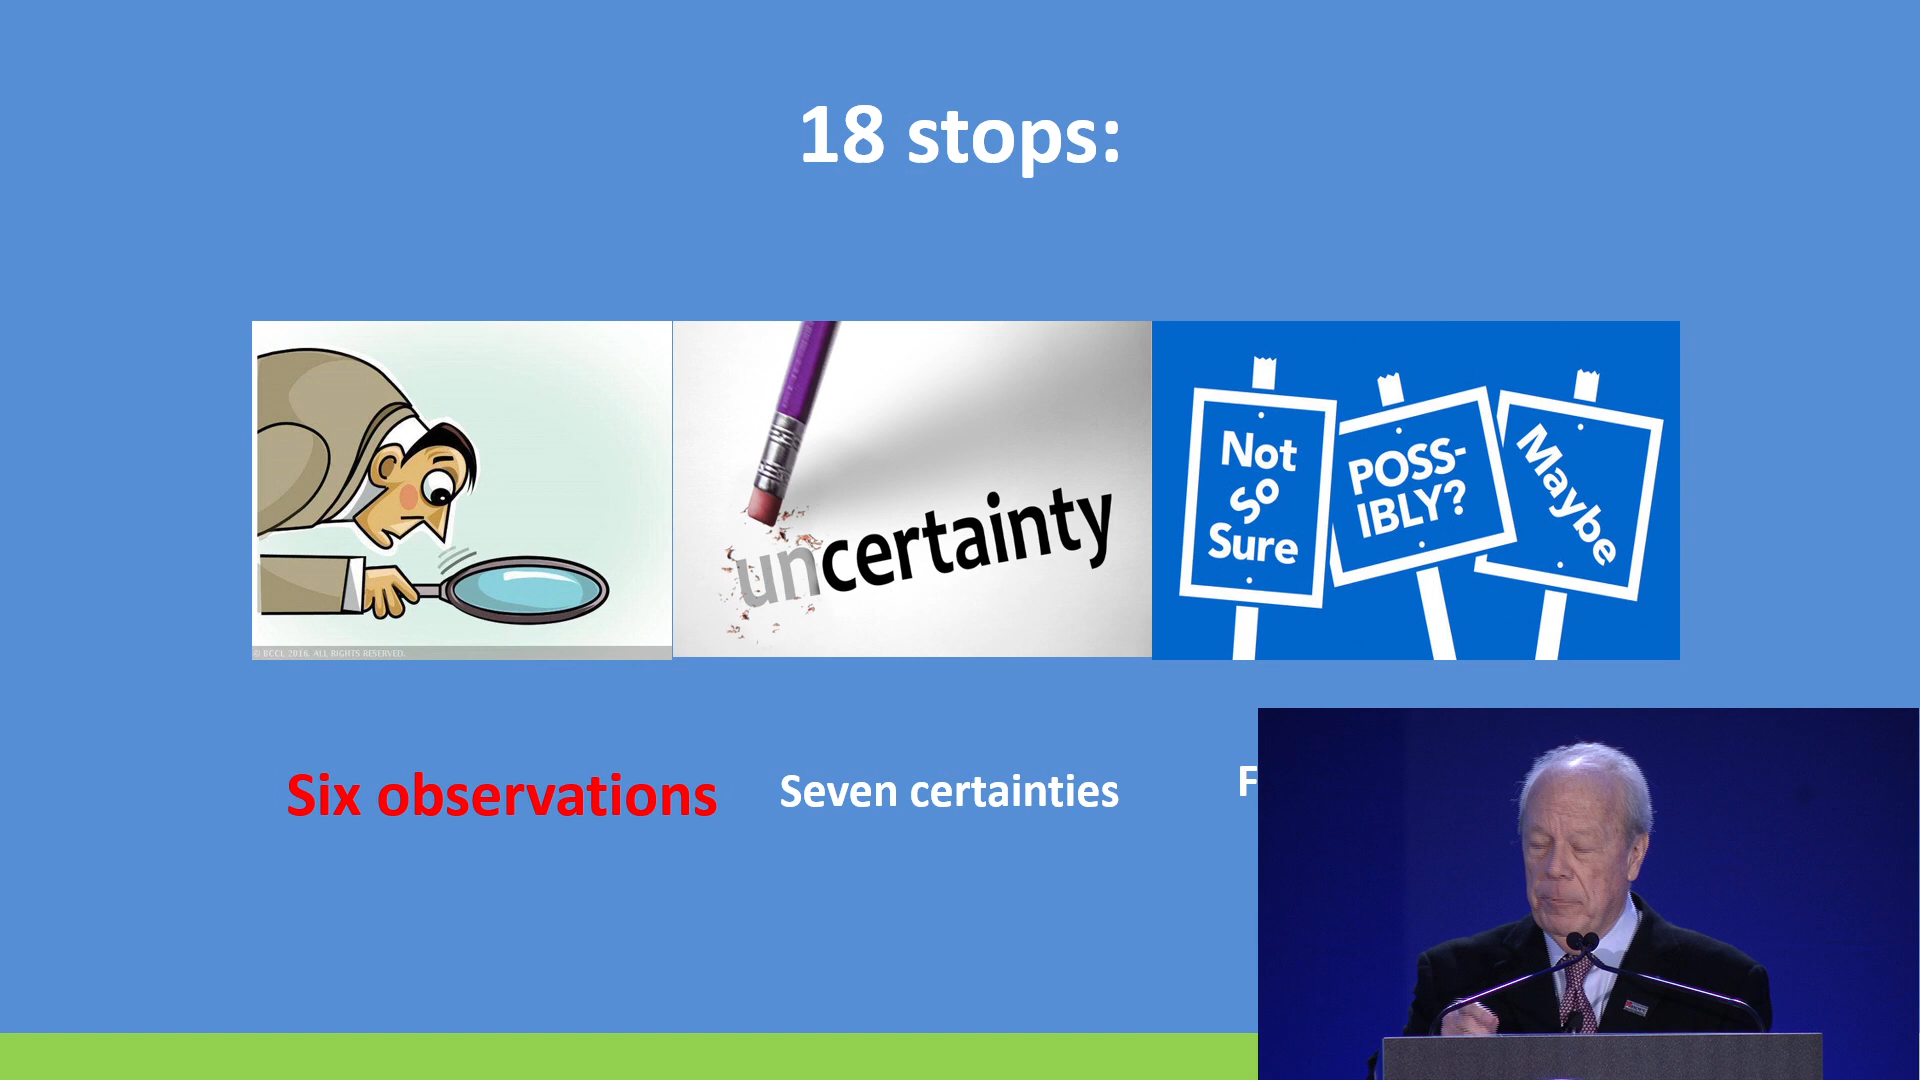 18 stops:
uncertainty
Not
So
Sure
POSS-
IBLY?
Maybe
© BCCL 2016. ALL RIGHTS RESERVED.
Six observations
Seven certainties
F